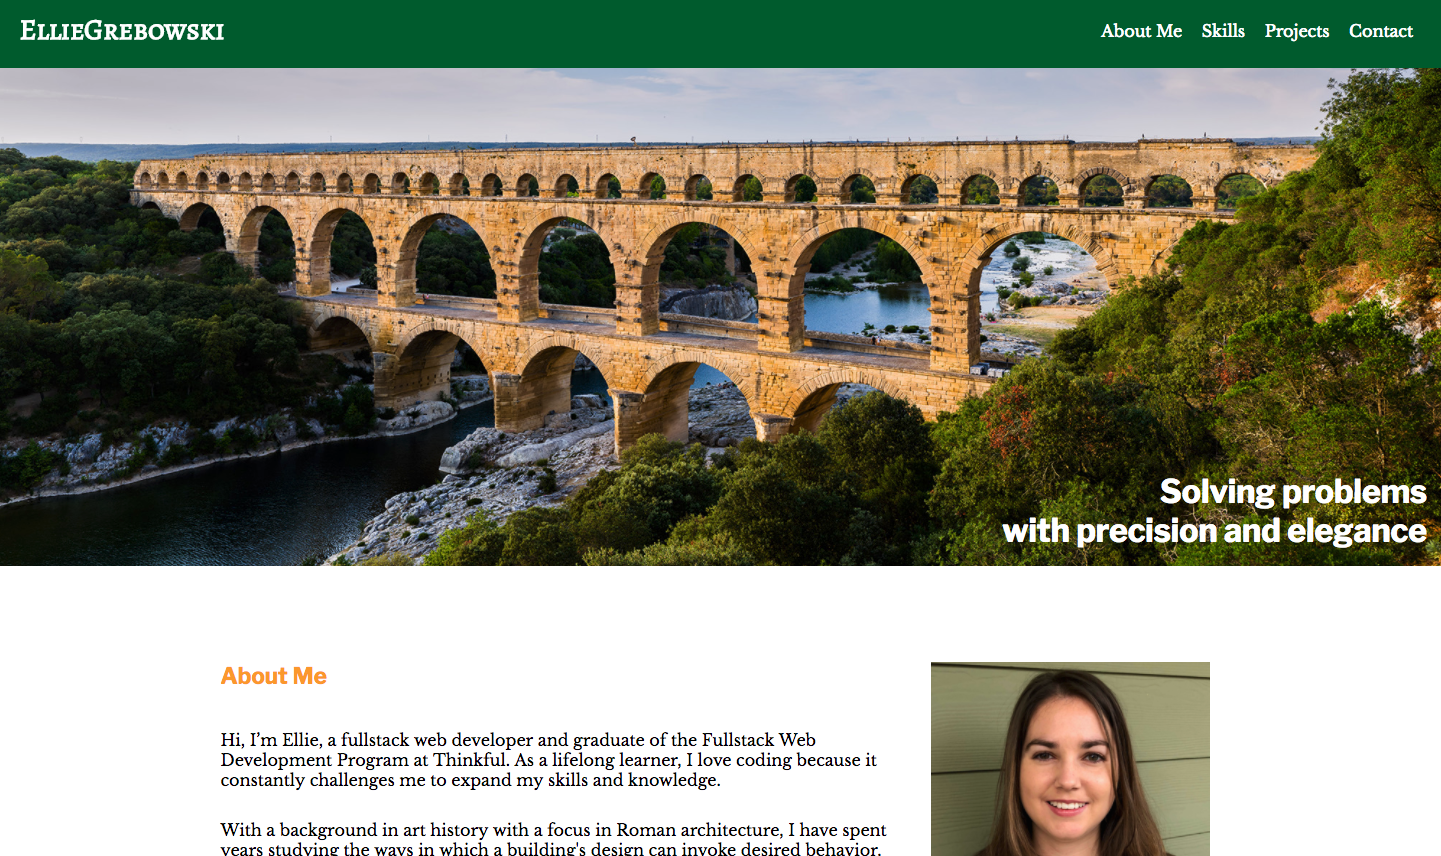 EllieGrebowski
About Me Skills Projects Contact
Solving problems
with precision and elegance
About Me
Hi, I’m Ellie, a fullstack web developer and graduate of the Fullstack Web
Development Program at Thinkful. As a lifelong learner, I love coding because it
constantly challenges me to expand my skills and knowledge.
With a background in art history with a focus in Roman architecture, I have spent
years studying the ways in which a building's design can invoke desired behavior.